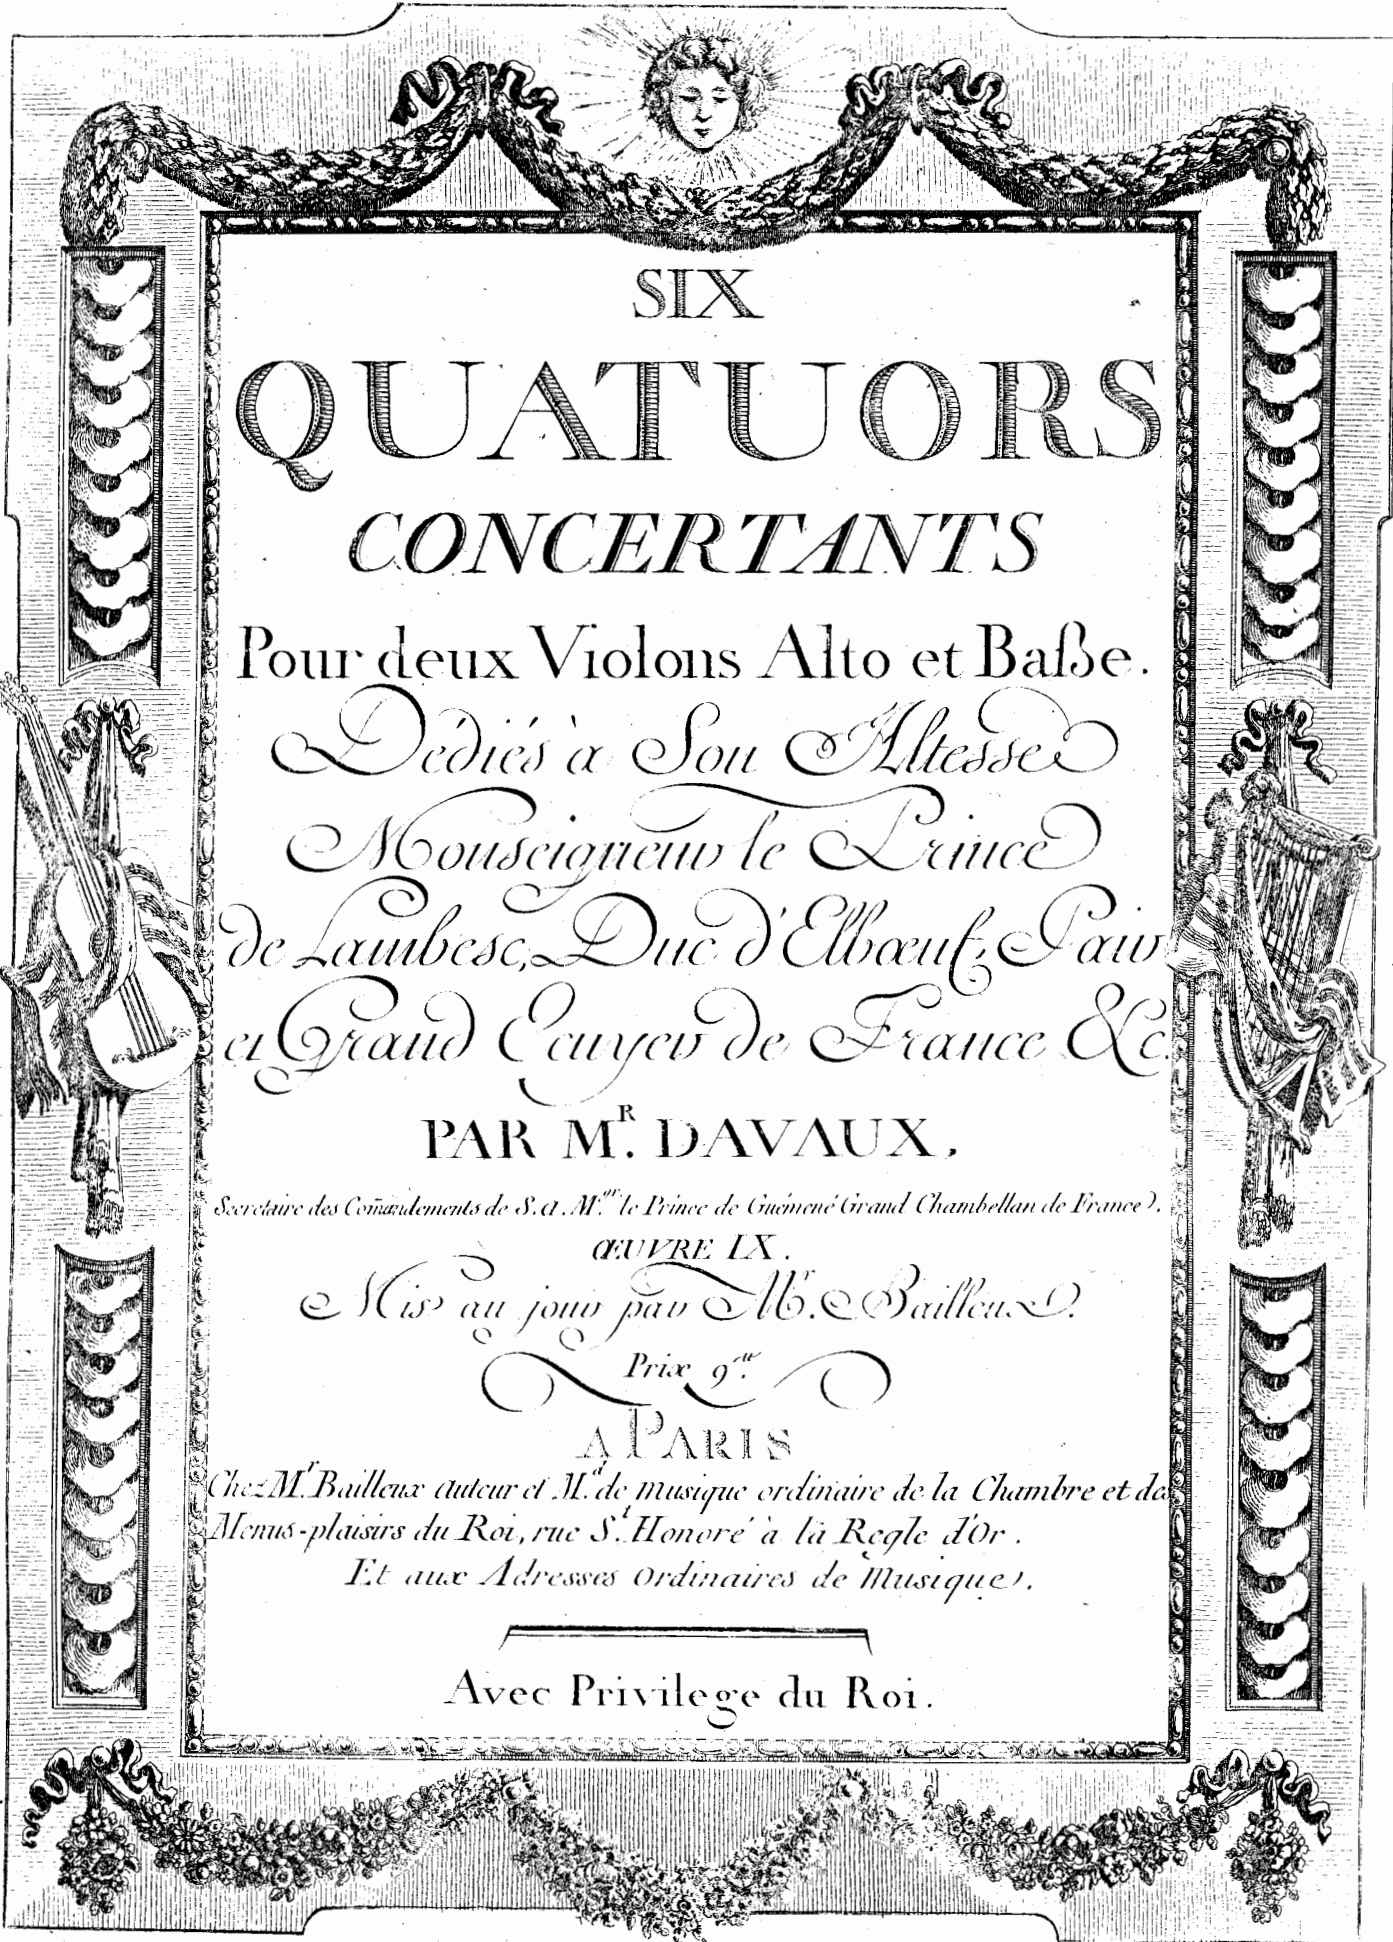 SIX
QUATUORS
CONCERTANTS
Pour deux Violons Alto et Baße.
Dédiés à Son Altesse
Monseigneur le Prince
de Lambesc, Duc d'Elbœuf, Pair
et Grand Ecuyer de France &c.
PAR M.R DAVAUX,
Secretaire des Com̃andements de S. A. M.gr le Prince de Guémené Grand Chambellan de France.
ŒUVRE IX.
Mis au jour par M.r Bailleux.
Prix 9.tt
A PARIS
Chez M.r Bailleux auteur et M.d de musique ordinaire de la Chambre et des
Menus-plaisirs du Roi, rue S.t Honoré à la Regle d'Or.
Et aux Adresses ordinaires de Musique.
Avec Privilege du Roi.